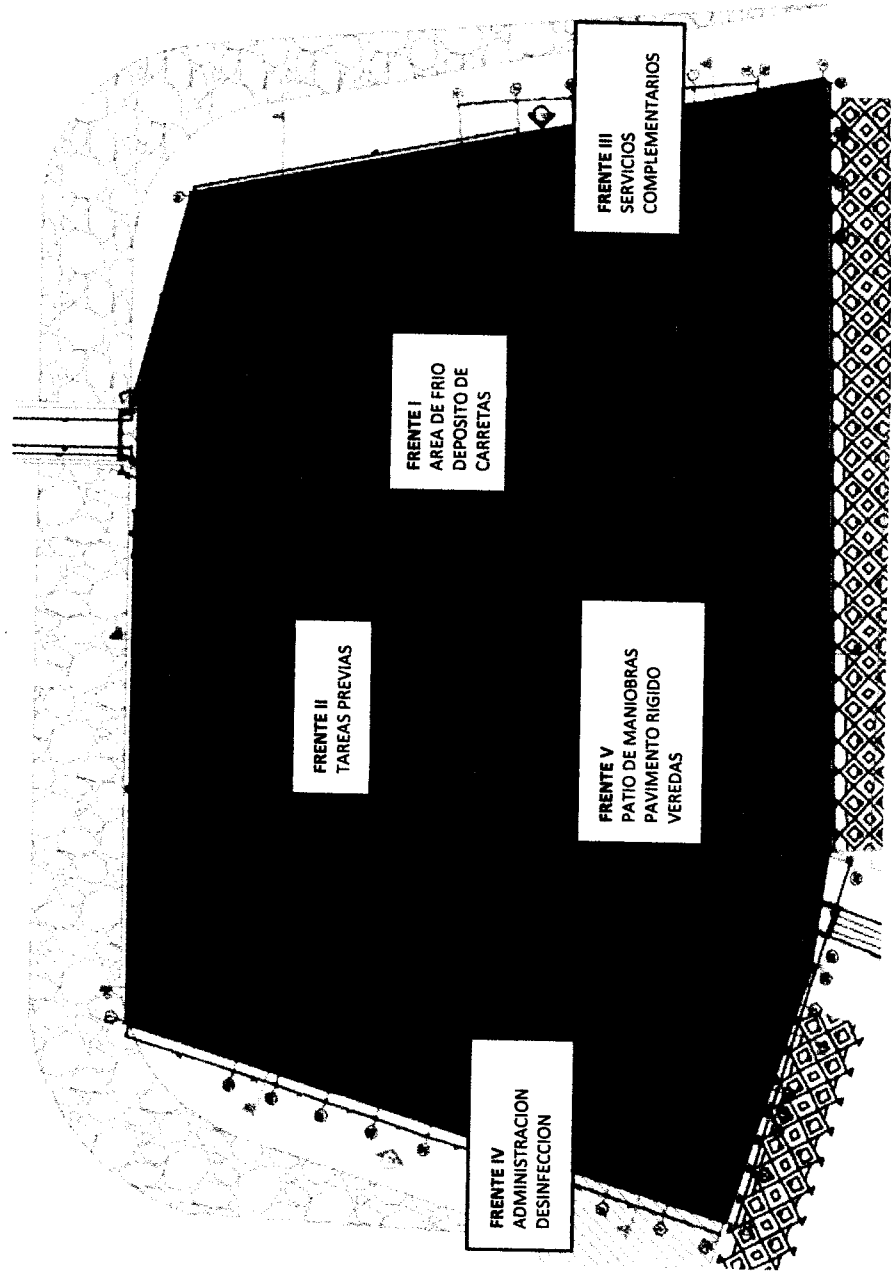 FRENTE I
AREA DE FRIO
DEPOSITO DE
CARRETAS
FRENTE II
TAREAS PREVIAS
FRENTE III
SERVICIOS
COMPLEMENTARIOS
FRENTE IV
ADMINISTRACION
DESINFECCION
FRENTE V
PATIO DE MANIOBRAS
PAVIMENTO RIGIDO
VEREDAS